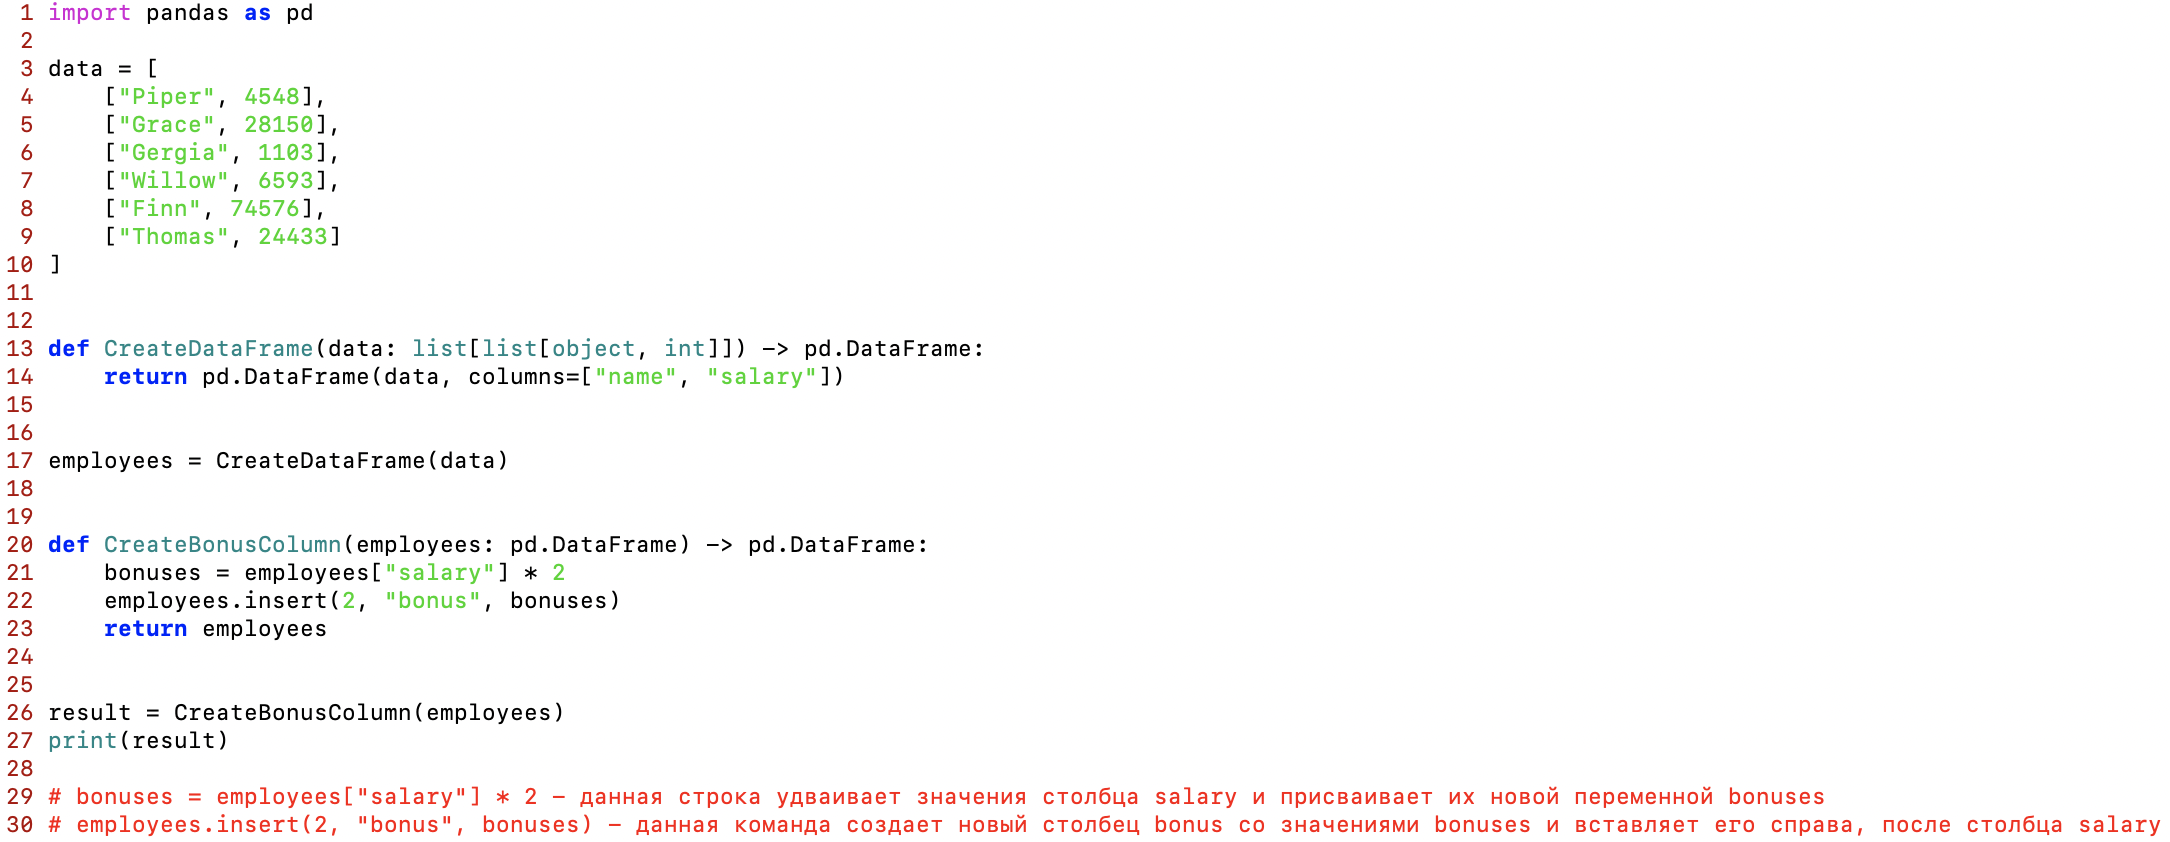 1 import pandas as pd
2
3 data = [
4     ["Piper", 4548],
5     ["Grace", 28150],
6     ["Gergia", 1103],
7     ["Willow", 6593],
8     ["Finn", 74576],
9     ["Thomas", 24433]
10 ]
11
12
13 def CreateDataFrame(data: list[list[object, int]]) -> pd.DataFrame:
14     return pd.DataFrame(data, columns=["name", "salary"])
15
16
17 employees = CreateDataFrame(data)
18
19
20 def CreateBonusColumn(employees: pd.DataFrame) -> pd.DataFrame:
21     bonuses = employees["salary"] * 2
22     employees.insert(2, "bonus", bonuses)
23     return employees
24
25
26 result = CreateBonusColumn(employees)
27 print(result)
28
29 # bonuses = employees["salary"] * 2 – данная строка удваивает значения столбца salary и присваивает их новой переменной bonuses
30 # employees.insert(2, "bonus", bonuses) – данная команда создает новый столбец bonus со значениями bonuses и вставляет его справа, после столбца salary